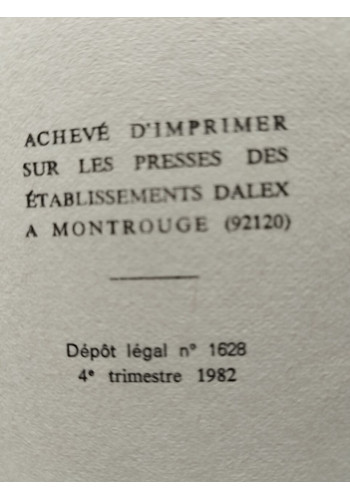 ACHEVÉ D'IMPRIMER
SUR LES PRESSES DES
ÉTABLISSEMENTS DALEX
A MONTROUGE (92120)
Dépôt légal n° 1628
4e trimestre 1982